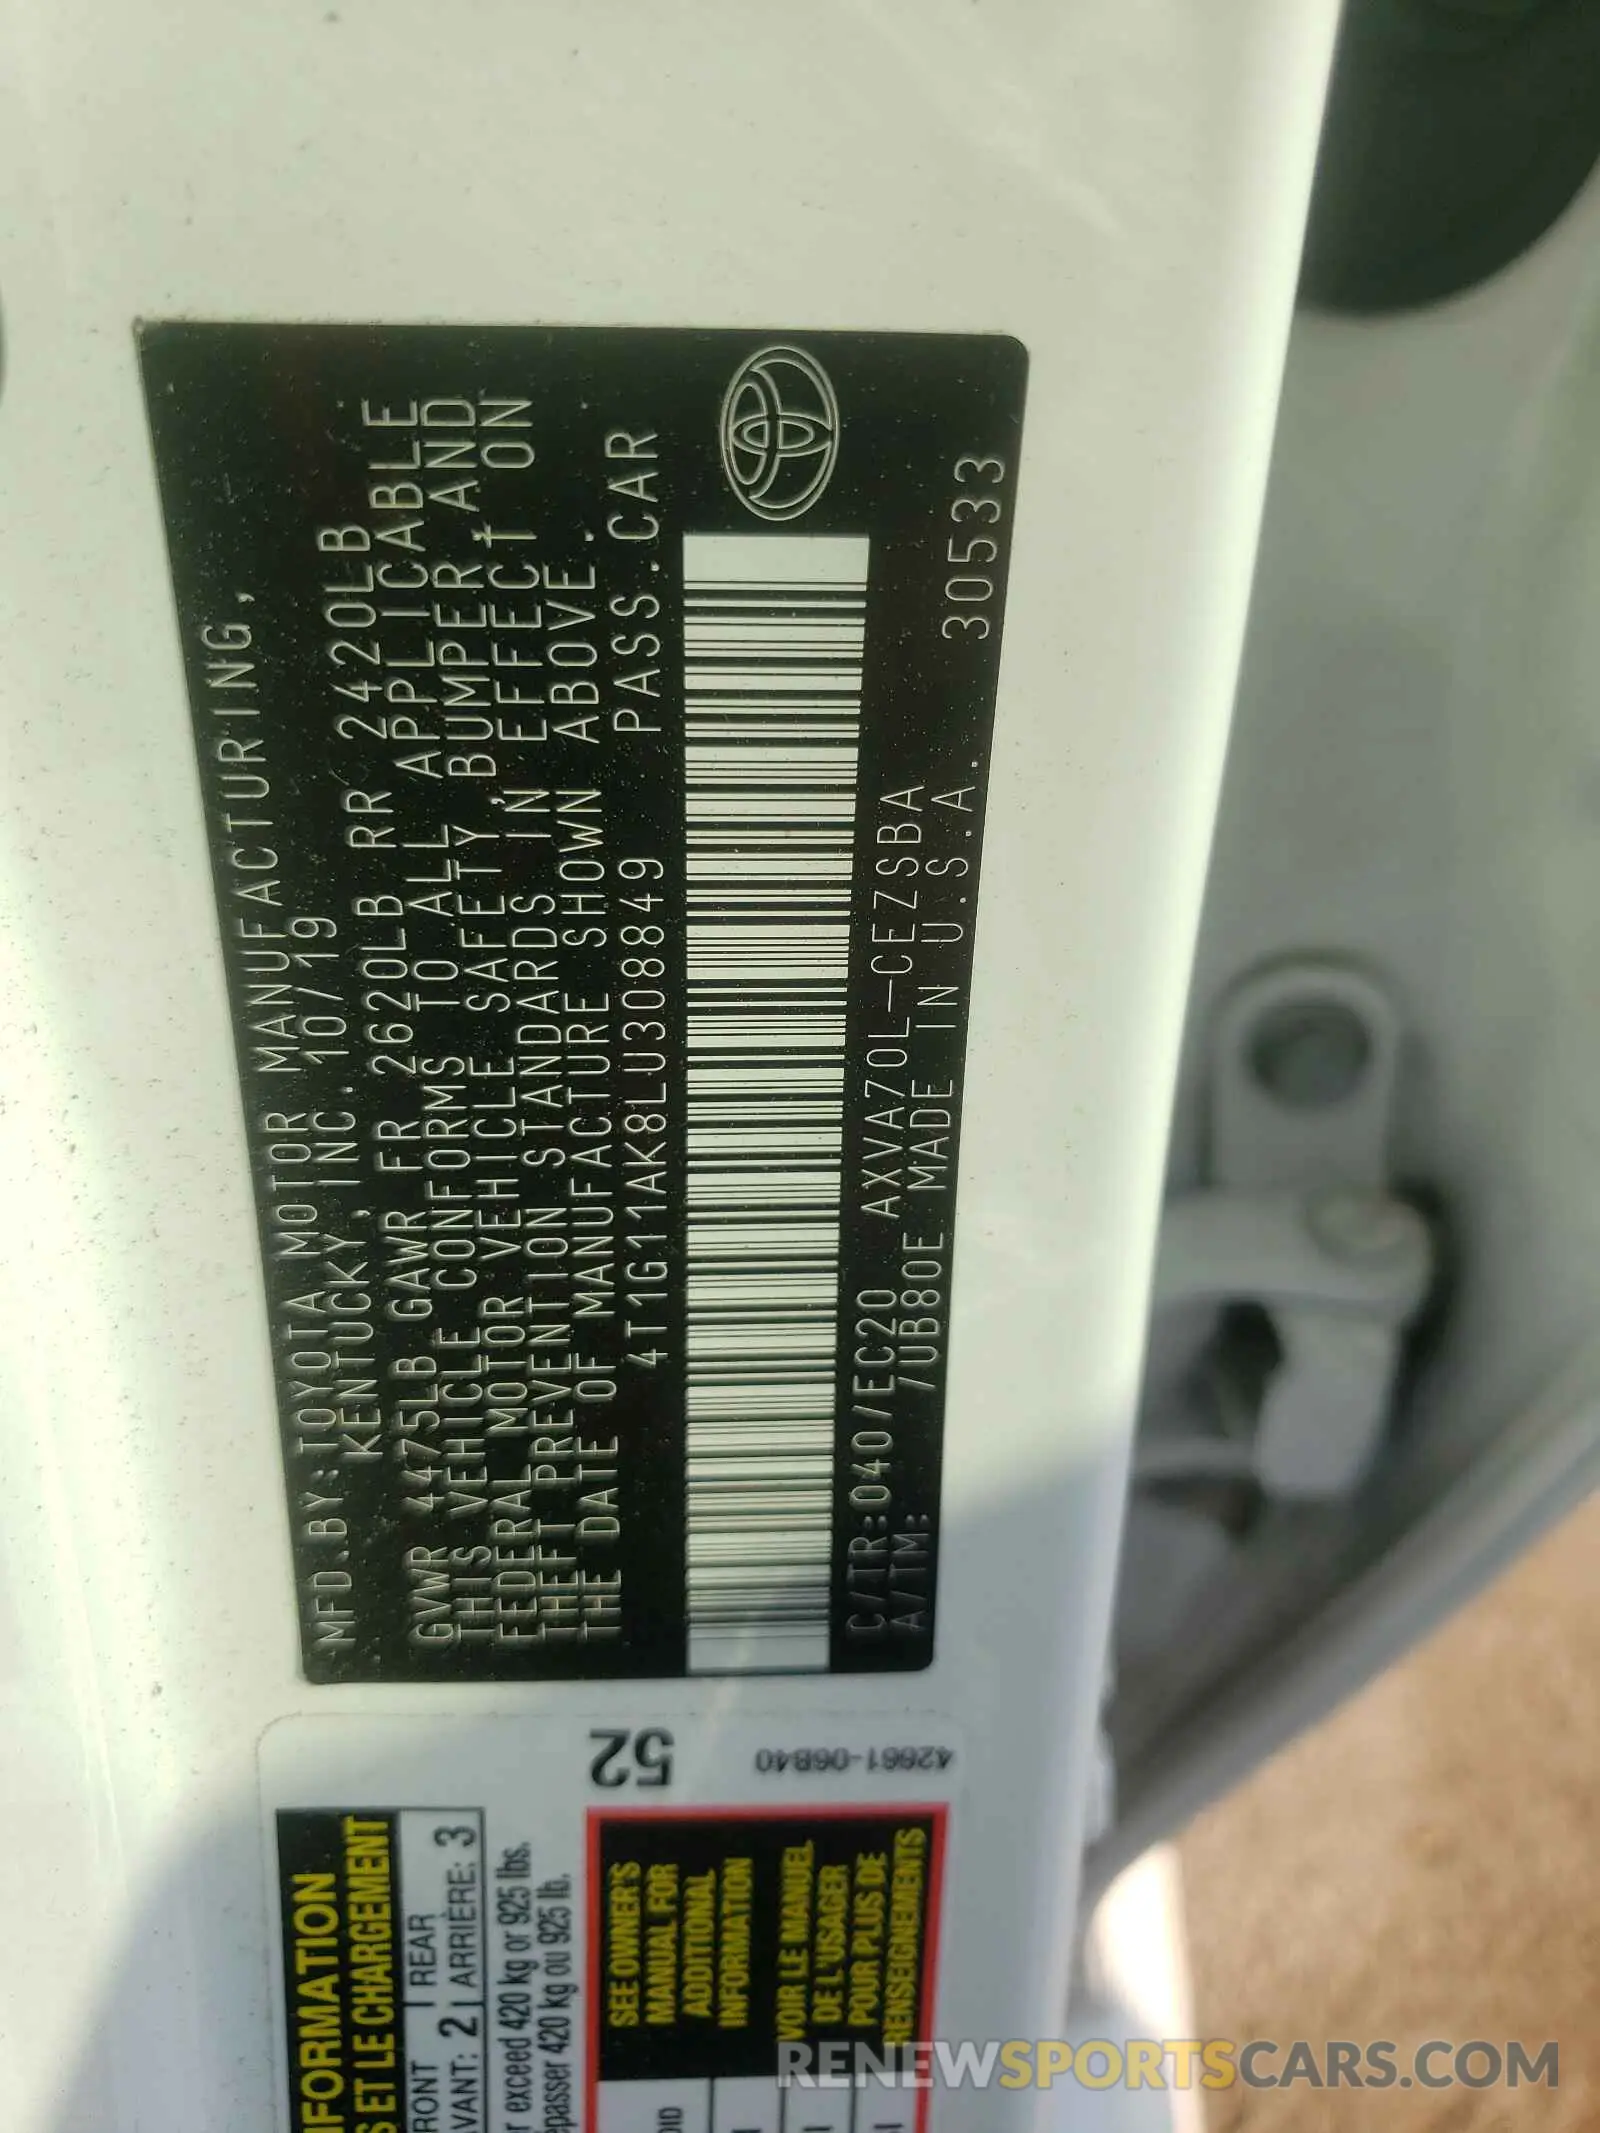 MFD.BY:TOYOTA MOTOR MANUFACTURING,
KENTUCKY, INC. 10/19
GVWR 4475LB GAWR FR 2620LB RR 2420LB
THIS VEHICLE CONFORMS TO ALL APPLICABLE
FEDERAL MOTOR VEHICLE SAFETY, BUMPER, AND
THEFT PREVENTION STANDARDS IN EFFECT ON
THE DATE OF MANUFACTURE SHOWN ABOVE.
4T1G11AK8LU308849 PASS.CAR
C/TR:040/EC20 AXVA70L-CEZSBA
A/TM: /UB80E MADE IN U.S.A. 30533
52
42661-06B40
INFORMATION
S ET LE CHARGEMENT
RONT 2 REAR 3
AVANT: ARRIÈRE:
r exceed 420 kg or 925 lbs.
épasser 420 kg ou 925 lb.
SEE OWNER'S
MANUAL FOR
ADDITIONAL
INFORMATION
VOIR LE MANUEL
DE L'USAGER
POUR PLUS DE
RENSEIGNEMENTS
RENEWSPORTSCARS.COM